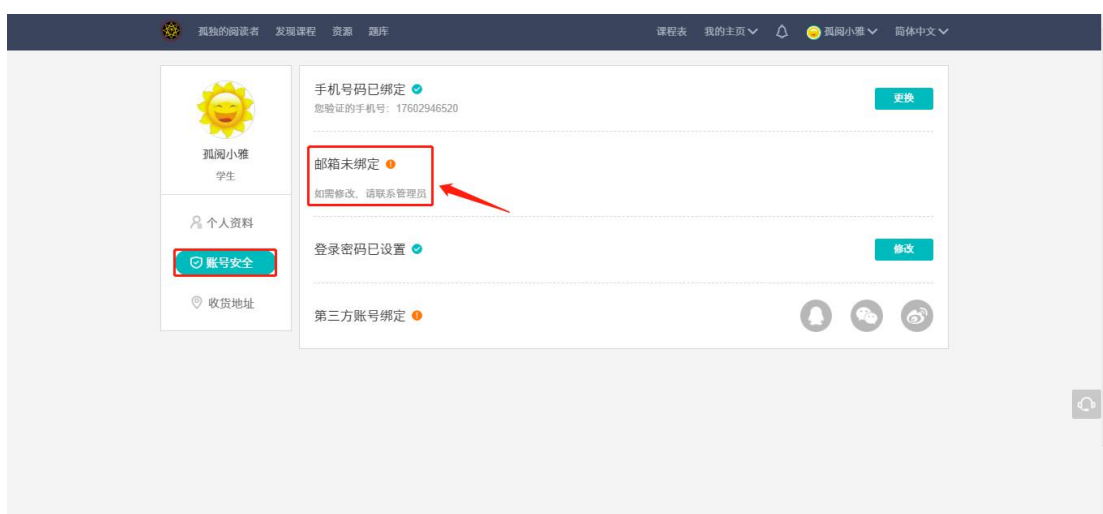 孤独的阅读者 发现课程 资源 题库 课程表 我的主页 孤阅小雅 简体中文
孤阅小雅
学生
个人资料
账号安全
收货地址
手机号码已绑定
您验证的手机号：17602946520
更换
邮箱未绑定
如需修改，请联系管理员
登录密码已设置
修改
第三方账号绑定